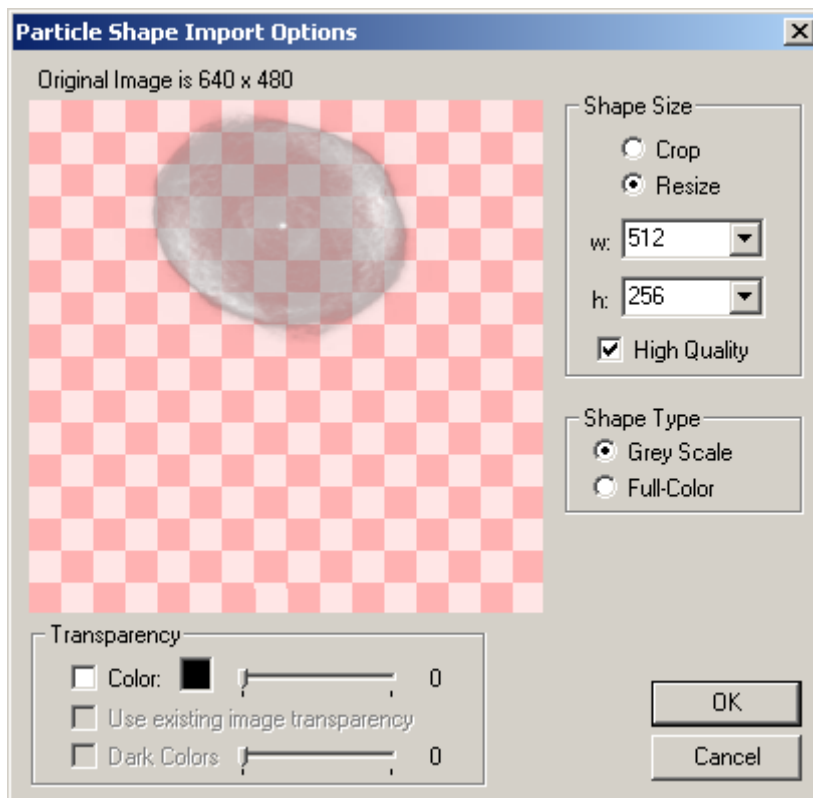 Particle Shape Import Options
Original Image is 640 x 480
Shape Size
Crop
Resize
w: 512
h: 256
High Quality
Shape Type
Grey Scale
Full-Color
Transparency
Color: 0
Use existing image transparency
Dark Colors 0
OK
Cancel